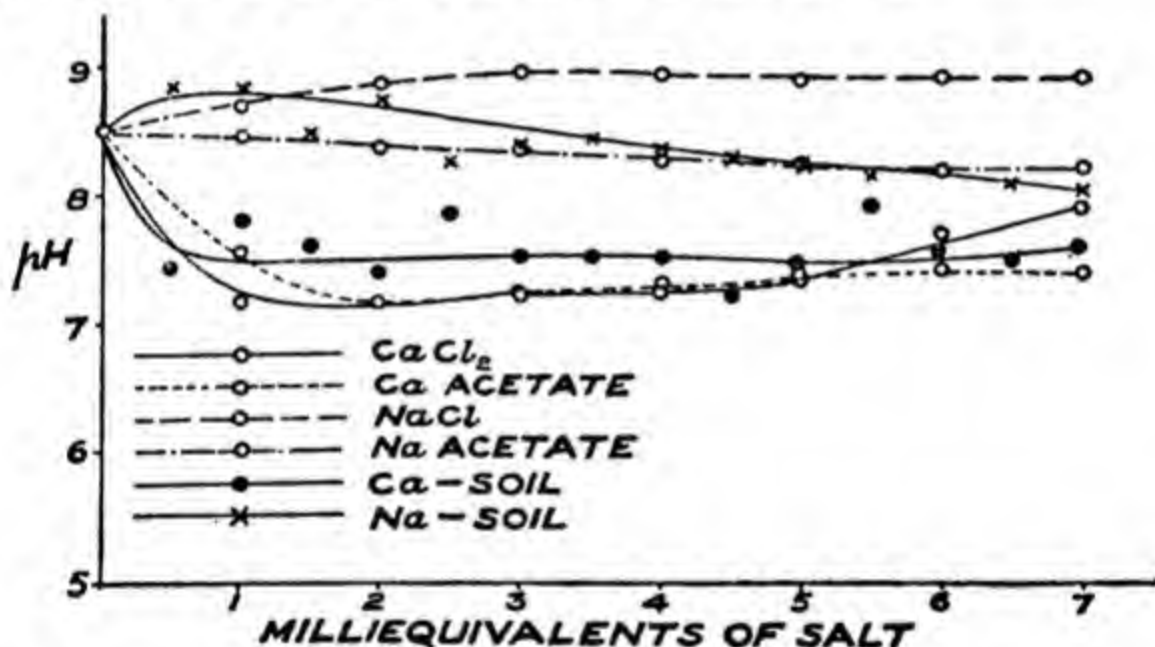 9
8
pH
7
CaCl₂
Ca ACETATE
NaCl
Na ACETATE
6
Ca-SOIL
Na-SOIL
5
1 2 3 4 5 6 7
MILLIEQUIVALENTS OF SALT